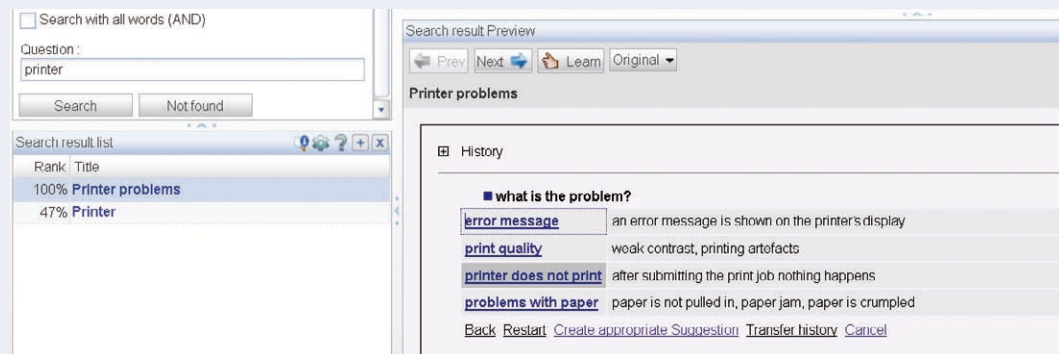 Search with all words (AND)
Question :
printer
Search Not found
Search result list
Rank Title
100% Printer problems
47% Printer
Search result Preview
Prev Next Learn Original
Printer problems
History
what is the problem?
error message an error message is shown on the printer's display
print quality weak contrast, printing artefacts
printer does not print after submitting the print job nothing happens
problems with paper paper is not pulled in, paper jam, paper is crumpled
Back Restart Create appropriate Suggestion Transfer history Cancel